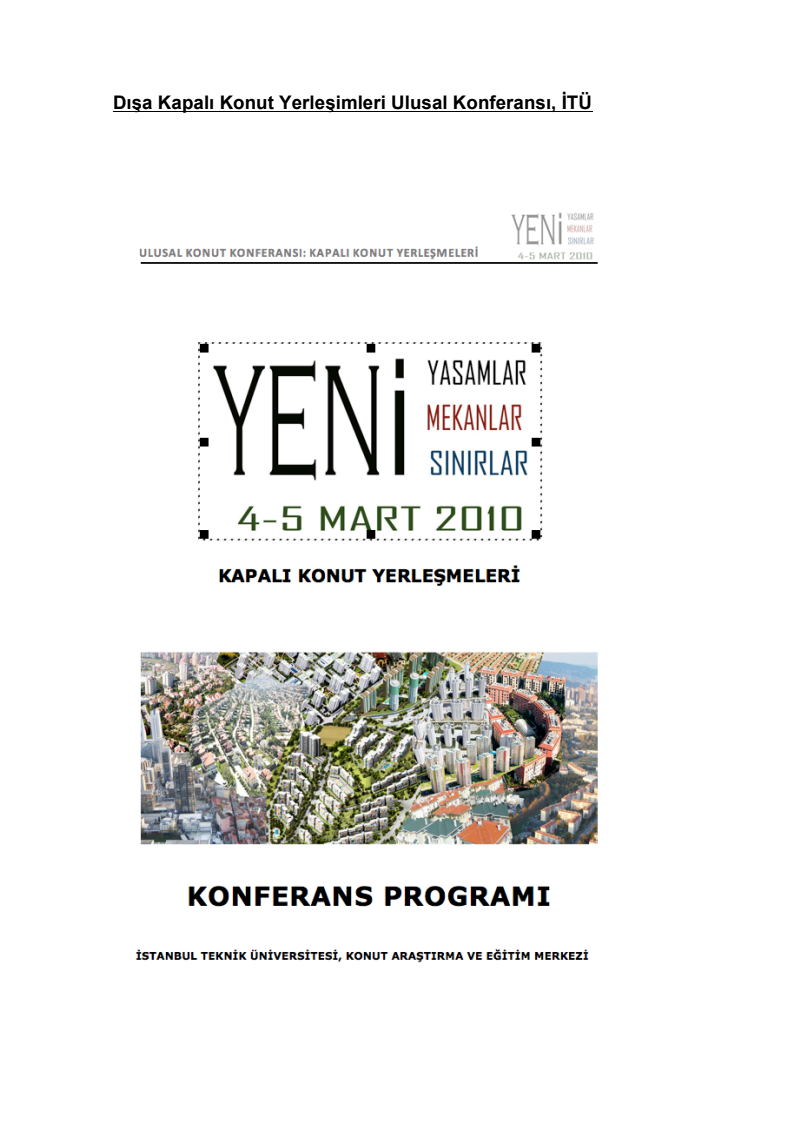 Dışa Kapalı Konut Yerleşimleri Ulusal Konferansı, İTÜ
YENİ
YASAMLAR
MEKANLAR
SINIRLAR
ULUSAL KONUT KONFERANSI: KAPALI KONUT YERLEŞMELERİ
4-5 MART 2010
YENİ
YASAMLAR
MEKANLAR
SINIRLAR
4-5 MART 2010
KAPALI KONUT YERLEŞMELERİ
KONFERANS PROGRAMI
İSTANBUL TEKNİK ÜNİVERSİTESİ, KONUT ARAŞTIRMA VE EĞİTİM MERKEZİ